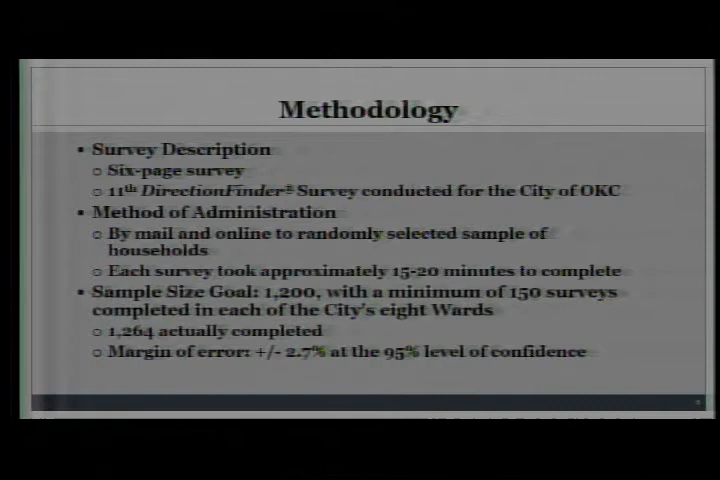 Methodology
▪ Survey Description
o Six-page survey
o 11th DirectionFinder® Survey conducted for the City of OKC
▪ Method of Administration
o By mail and online to randomly selected sample of
households
o Each survey took approximately 15-20 minutes to complete
▪ Sample Size Goal: 1,200, with a minimum of 150 surveys
completed in each of the City's eight Wards
o 1,264 actually completed
o Margin of error: +/- 2.7% at the 95% level of confidence